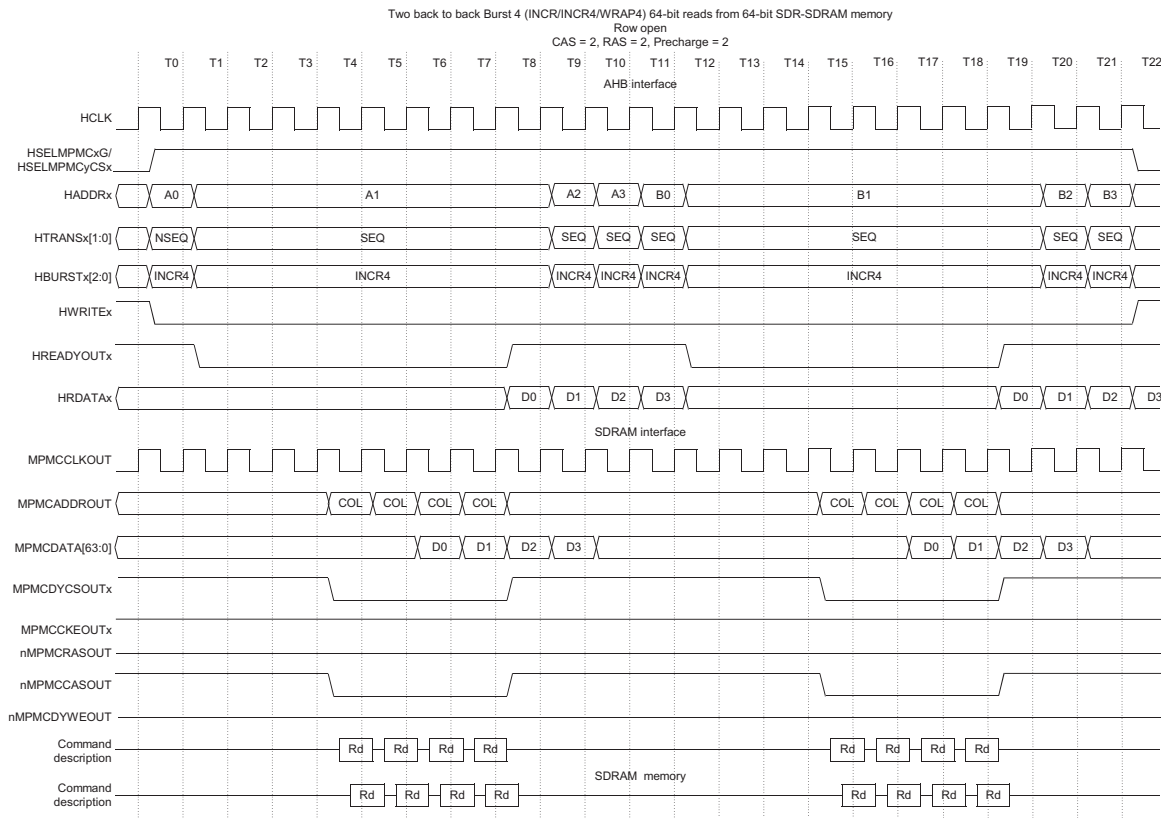 Two back to back Burst 4 (INCR/INCR4/WRAP4) 64-bit reads from 64-bit SDR-SDRAM memory
Row open
CAS = 2, RAS = 2, Precharge = 2
T0 T1 T2 T3 T4 T5 T6 T7 T8 T9 T10 T11 T12 T13 T14 T15 T16 T17 T18 T19 T20 T21 T22
AHB interface
HCLK
HSELMPMCxG/
HSELMPMCyCSx
HADDRx A0 A1 A2 A3 B0 B1 B2 B3
HTRANSx[1:0] NSEQ SEQ SEQ SEQ SEQ SEQ SEQ SEQ
HBURSTx[2:0] INCR4 INCR4 INCR4 INCR4 INCR4 INCR4 INCR4 INCR4
HWRITEx
HREADYOUTx
HRDATAx D0 D1 D2 D3 D0 D1 D2 D3
SDRAM interface
MPMCCLKOUT
MPMCADDROUT COL COL COL COL COL COL COL COL
MPMCDATA[63:0] D0 D1 D2 D3 D0 D1 D2 D3
MPMCDYCSOUTx
MPMCCKEOUTx
nMPMCRASOUT
nMPMCCASOUT
nMPMCDYWEOUT
Command
description
Rd Rd Rd Rd Rd Rd Rd Rd
SDRAM memory
Command
description
Rd Rd Rd Rd Rd Rd Rd Rd